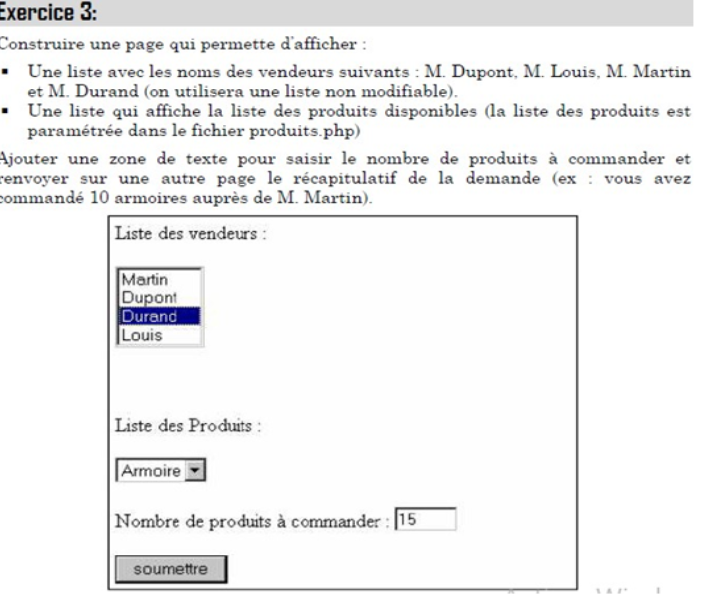 Exercice 3:
Construire une page qui permette d'afficher :
▪ Une liste avec les noms des vendeurs suivants : M. Dupont, M. Louis, M. Martin
et M. Durand (on utilisera une liste non modifiable).
▪ Une liste qui affiche la liste des produits disponibles (la liste des produits est
paramétrée dans le fichier produits.php)
Ajouter une zone de texte pour saisir le nombre de produits à commander et
renvoyer sur une autre page le récapitulatif de la demande (ex : vous avez
commandé 10 armoires auprès de M. Martin).
Liste des vendeurs :
Martin
Dupont
Durand
Louis
Liste des Produits :
Armoire
Nombre de produits à commander : 15
soumettre